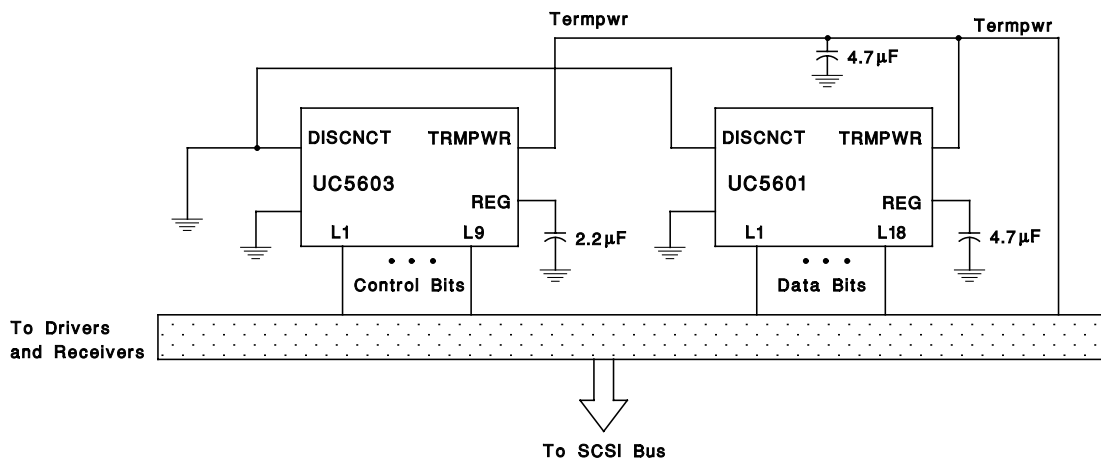 Termpwr
Termpwr
4.7µF
DISCNCT TRMPWR
UC5603
REG
L1 L9
2.2µF
• • •
Control Bits
DISCNCT TRMPWR
UC5601
REG
L1 L18
4.7µF
• • •
Data Bits
To Drivers
and Receivers
To SCSI Bus